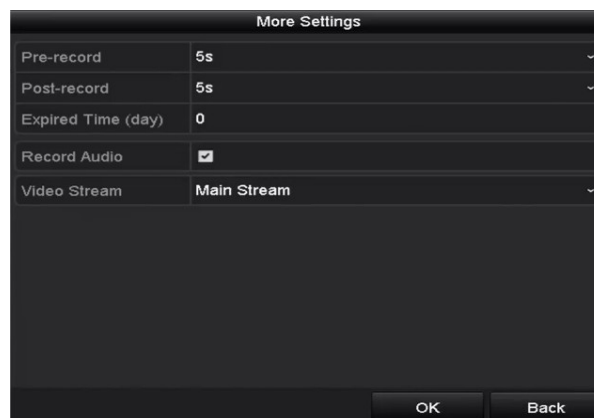 More Settings
Pre-record 5s
Post-record 5s
Expired Time (day) 0
Record Audio
Video Stream Main Stream
OK Back